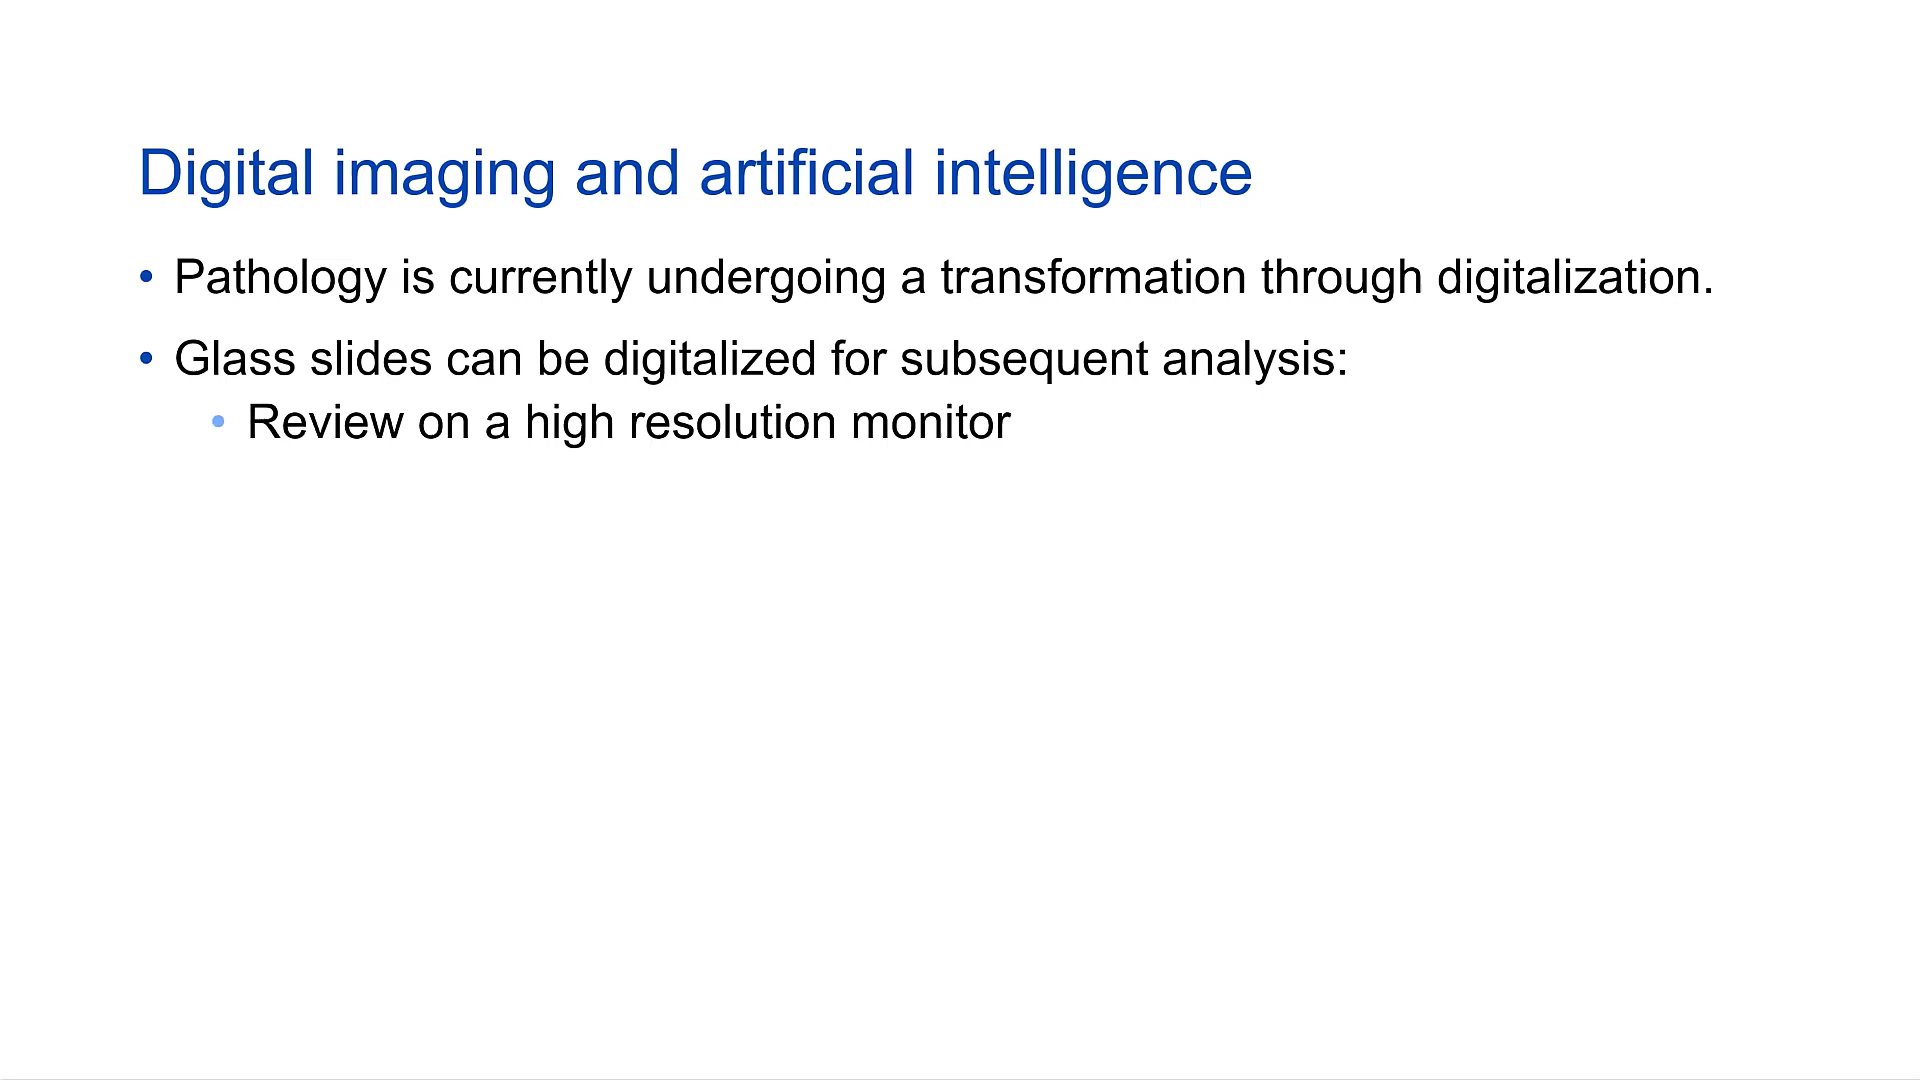 Digital imaging and artificial intelligence
• Pathology is currently undergoing a transformation through digitalization.
• Glass slides can be digitalized for subsequent analysis:
• Review on a high resolution monitor